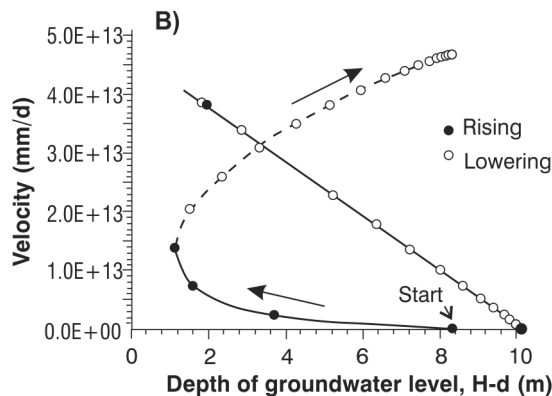 B)
5.0E+13
4.0E+13
3.0E+13
2.0E+13
1.0E+13
0.0E+00
Velocity (mm/d)
Rising
Lowering
Start
0 2 4 6 8 10
Depth of groundwater level, H-d (m)